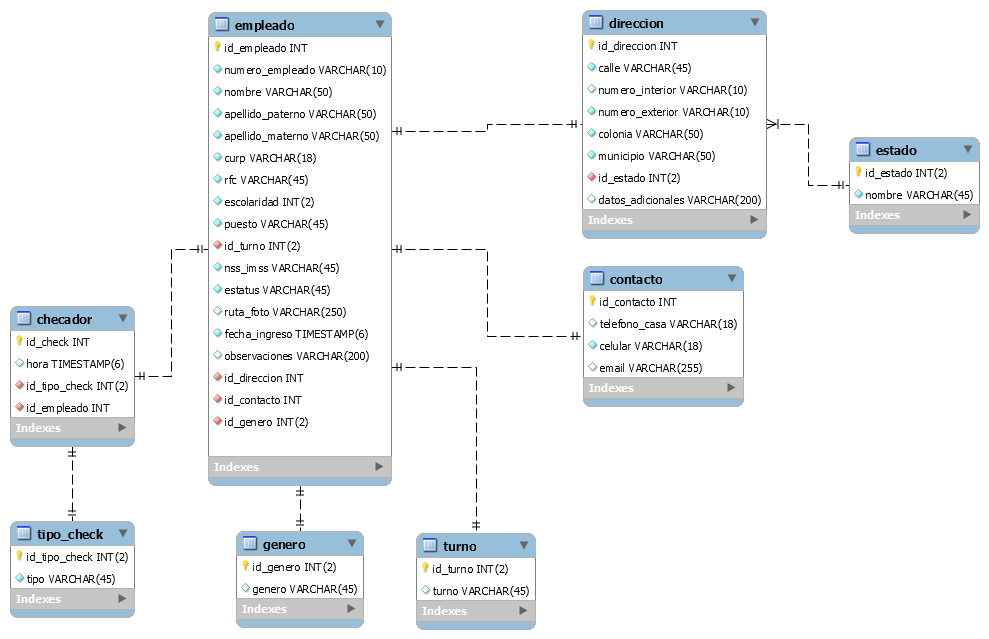 empleado
id_empleado INT
numero_empleado VARCHAR(10)
nombre VARCHAR(50)
apellido_paterno VARCHAR(50)
apellido_materno VARCHAR(50)
curp VARCHAR(18)
rfc VARCHAR(45)
escolaridad INT(2)
puesto VARCHAR(45)
id_turno INT(2)
nss_imss VARCHAR(45)
estatus VARCHAR(45)
ruta_foto VARCHAR(250)
fecha_ingreso TIMESTAMP(6)
observaciones VARCHAR(200)
id_direccion INT
id_contacto INT
id_genero INT(2)
Indexes
direccion
id_direccion INT
calle VARCHAR(45)
numero_interior VARCHAR(10)
numero_exterior VARCHAR(10)
colonia VARCHAR(50)
municipio VARCHAR(50)
id_estado INT(2)
datos_adicionales VARCHAR(200)
Indexes
estado
id_estado INT(2)
nombre VARCHAR(45)
Indexes
contacto
id_contacto INT
telefono_casa VARCHAR(18)
celular VARCHAR(18)
email VARCHAR(255)
Indexes
checador
id_check INT
hora TIMESTAMP(6)
id_tipo_check INT(2)
id_empleado INT
Indexes
tipo_check
id_tipo_check INT(2)
tipo VARCHAR(45)
Indexes
genero
id_genero INT(2)
genero VARCHAR(45)
Indexes
turno
id_turno INT(2)
turno VARCHAR(45)
Indexes